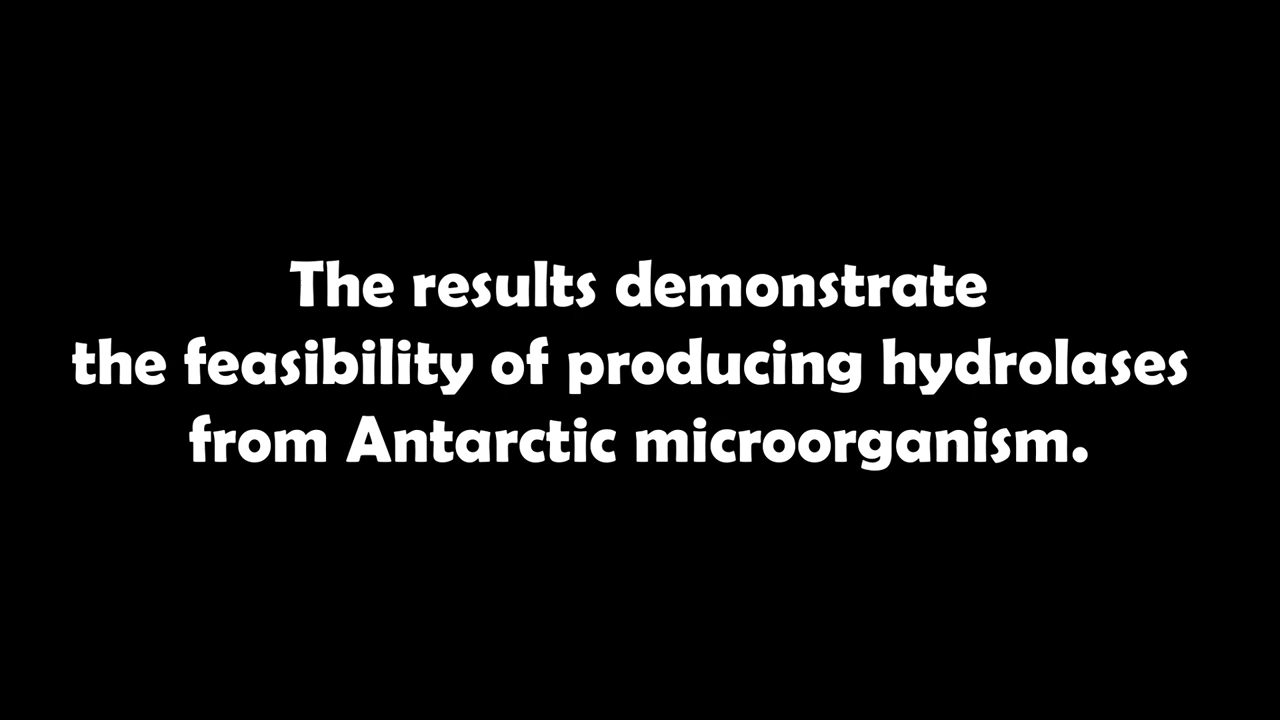 The results demonstrate
the feasibility of producing hydrolases
from Antarctic microorganism.